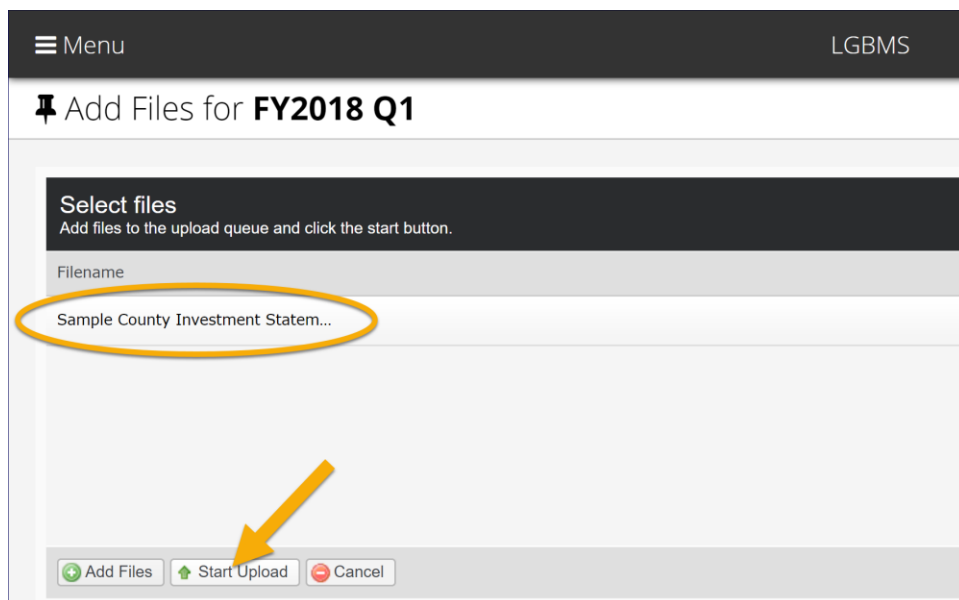 Menu LGBMS
Add Files for FY2018 Q1
Select files
Add files to the upload queue and click the start button.
Filename
Sample County Investment Statem...
Add Files Start Upload Cancel